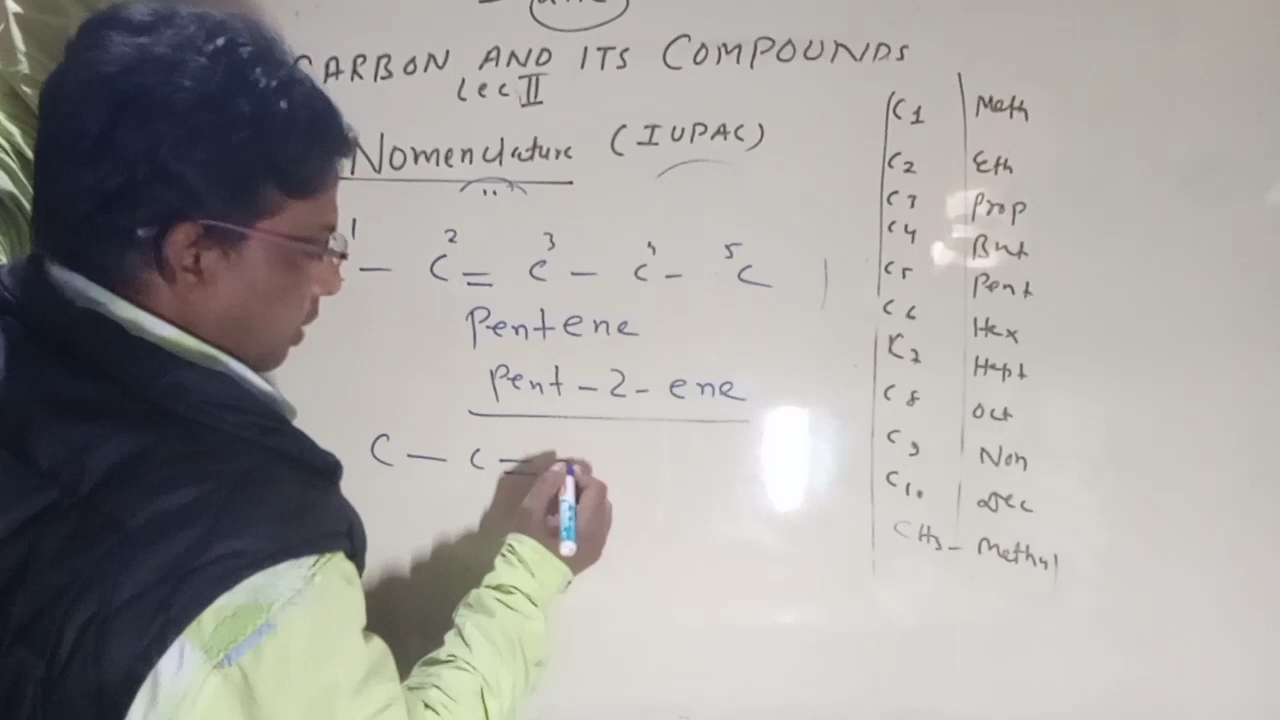 CARBON AND ITS COMPOUNDS
Lec II
Nomenclature (IUPAC)
1 2 3 4 5
— C = C — C — C
Pentene
Pent-2-ene
C — C =
C1 Meth
C2 Eth
C3 Prop
C4 But
C5 Pent
C6 Hex
C7 Hept
C8 Oct
C9 Non
C10 Dec
CH3 - Methyl